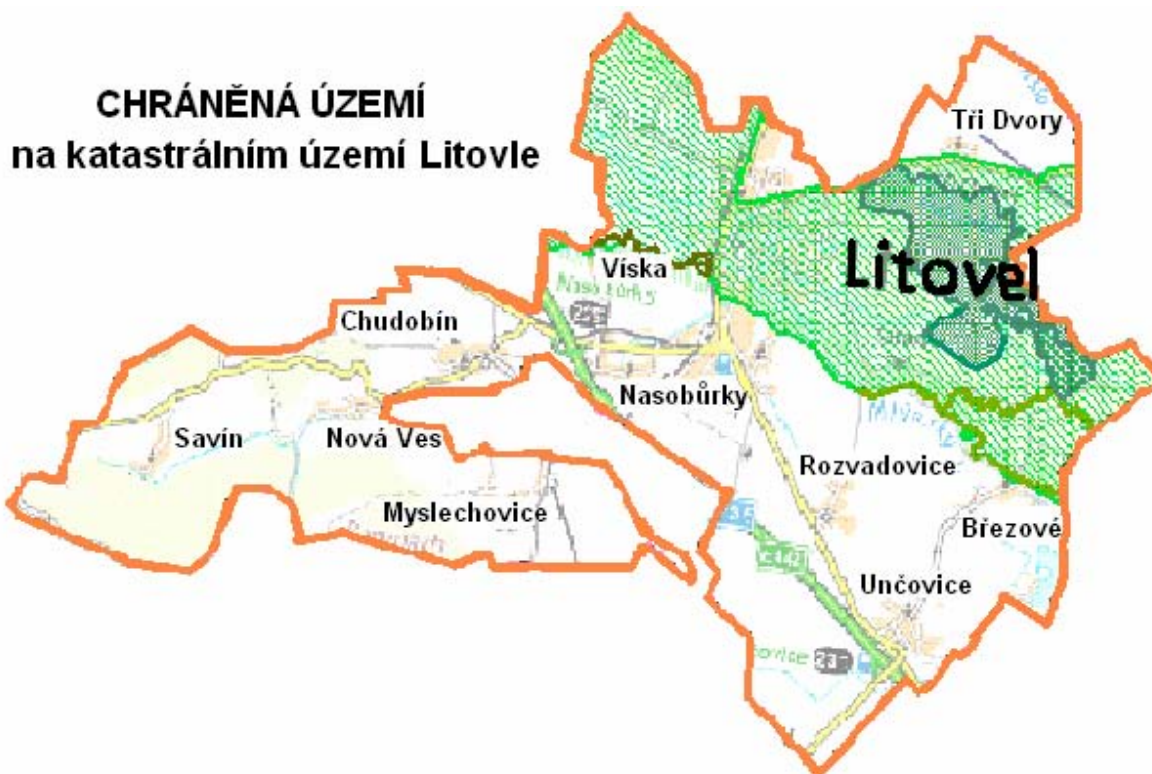 CHRÁNĚNÁ ÚZEMÍ
na katastrálním území Litovle
Tři Dvory
Litovel
Víska
Nasobůrky
Chudobín
Nasobůrky
Savín
Nová Ves
Rozvadovice
Myslechovice
Březové
Unčovice